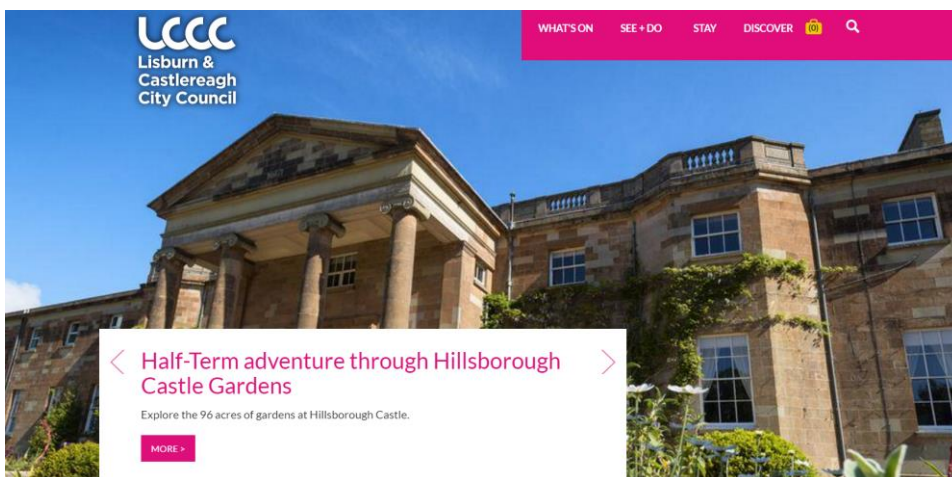 LCCC
Lisburn &
Castlereagh
City Council
WHAT'S ON SEE + DO STAY DISCOVER (0)
Half-Term adventure through Hillsborough
Castle Gardens
Explore the 96 acres of gardens at Hillsborough Castle.
MORE >